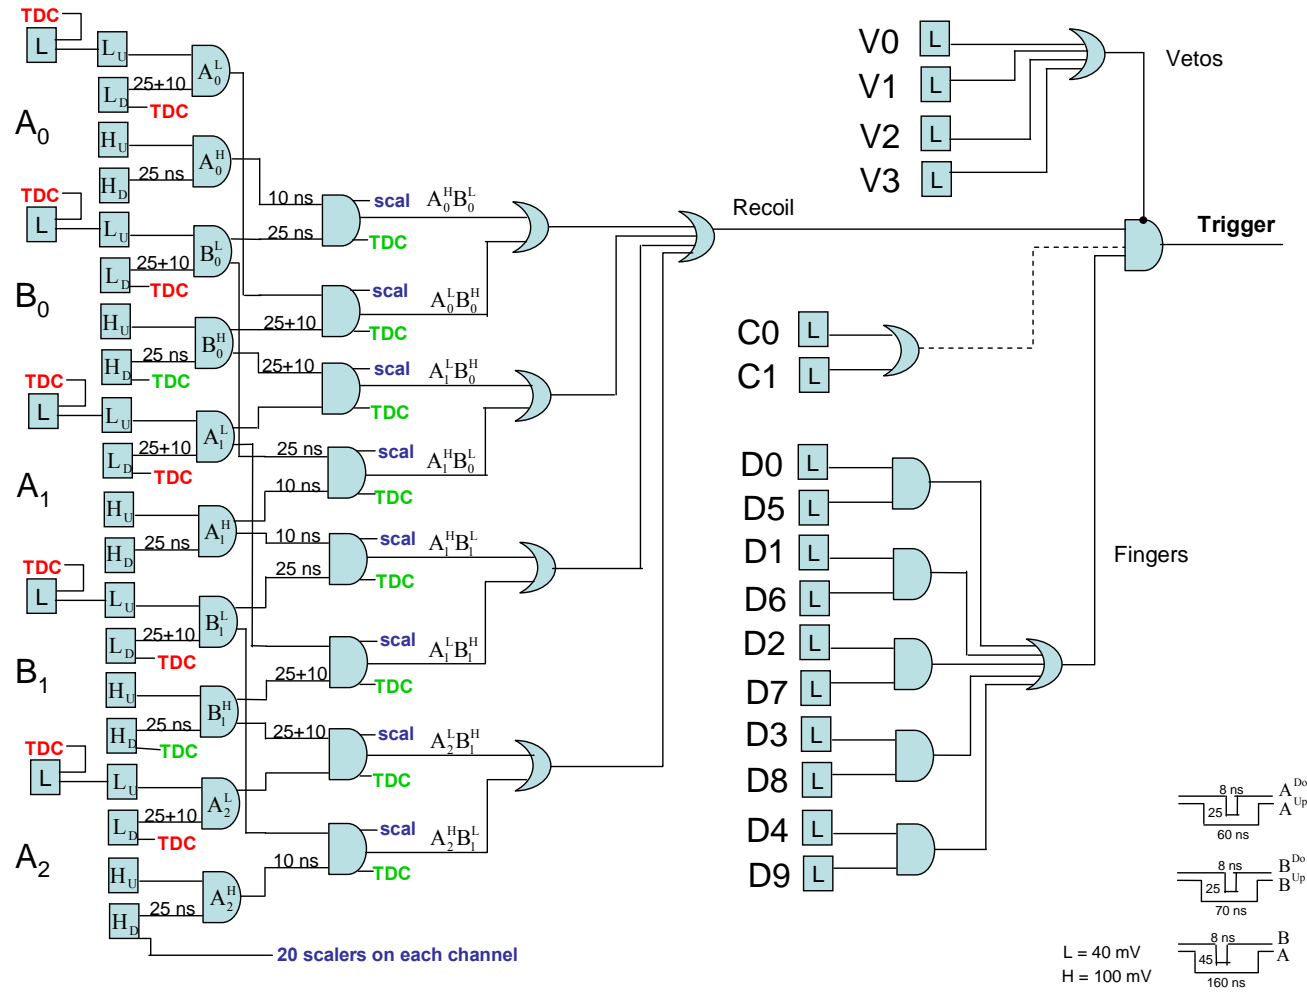 TDC
L
L_U
A_0^L
25+10
L_D
TDC
A_0
H_U
A_0^H
25 ns
H_D
TDC
L
L_U
B_0^L
25+10
L_D
TDC
B_0
H_U
B_0^H
25 ns
H_D
TDC
TDC
L
L_U
A_1^L
25+10
L_D
TDC
A_1
H_U
A_1^H
25 ns
H_D
TDC
L
L_U
B_1^L
25+10
L_D
TDC
B_1
H_U
B_1^H
25 ns
H_D
TDC
TDC
L
L_U
A_2^L
25+10
L_D
TDC
A_2
H_U
A_2^H
25 ns
H_D
20 scalers on each channel
10 ns
25 ns
scal
TDC
A_0^H B_0^L
25+10
scal
TDC
A_0^L B_0^H
25+10
scal
TDC
A_1^L B_0^H
25 ns
10 ns
scal
TDC
A_1^H B_0^L
10 ns
25 ns
scal
TDC
A_1^H B_1^L
25+10
scal
TDC
A_1^L B_1^H
25+10
scal
TDC
A_2^L B_1^H
10 ns
scal
TDC
A_2^H B_1^L
Recoil
V0 L
V1 L
V2 L
V3 L
Vetos
Trigger
C0 L
C1 L
D0 L
D5 L
D1 L
D6 L
D2 L
D7 L
D3 L
D8 L
D4 L
D9 L
Fingers
8 ns A^Do
25 A^Up
60 ns
8 ns B^Do
25 B^Up
70 ns
8 ns B
45 A
160 ns
L = 40 mV
H = 100 mV